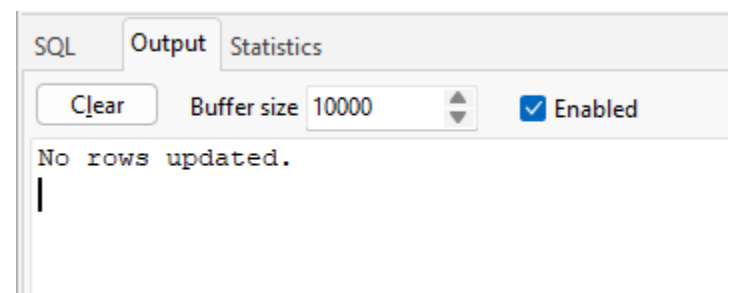 SQL Output Statistics
Clear Buffer size 10000 Enabled
No rows updated.